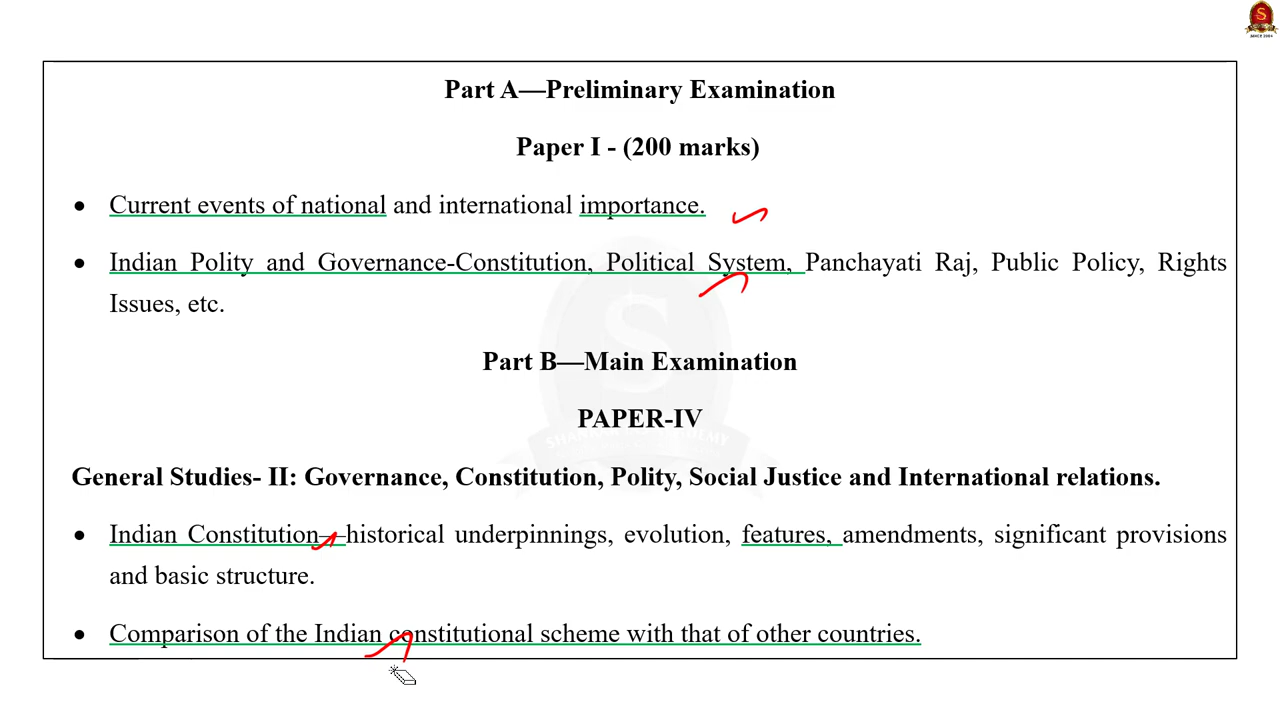 S
SINCE 2004
Part A—Preliminary Examination
Paper I - (200 marks)
• Current events of national and international importance.
• Indian Polity and Governance-Constitution, Political System, Panchayati Raj, Public Policy, Rights
Issues, etc.
Part B—Main Examination
PAPER-IV
General Studies- II: Governance, Constitution, Polity, Social Justice and International relations.
• Indian Constitution—historical underpinnings, evolution, features, amendments, significant provisions
and basic structure.
• Comparison of the Indian constitutional scheme with that of other countries.